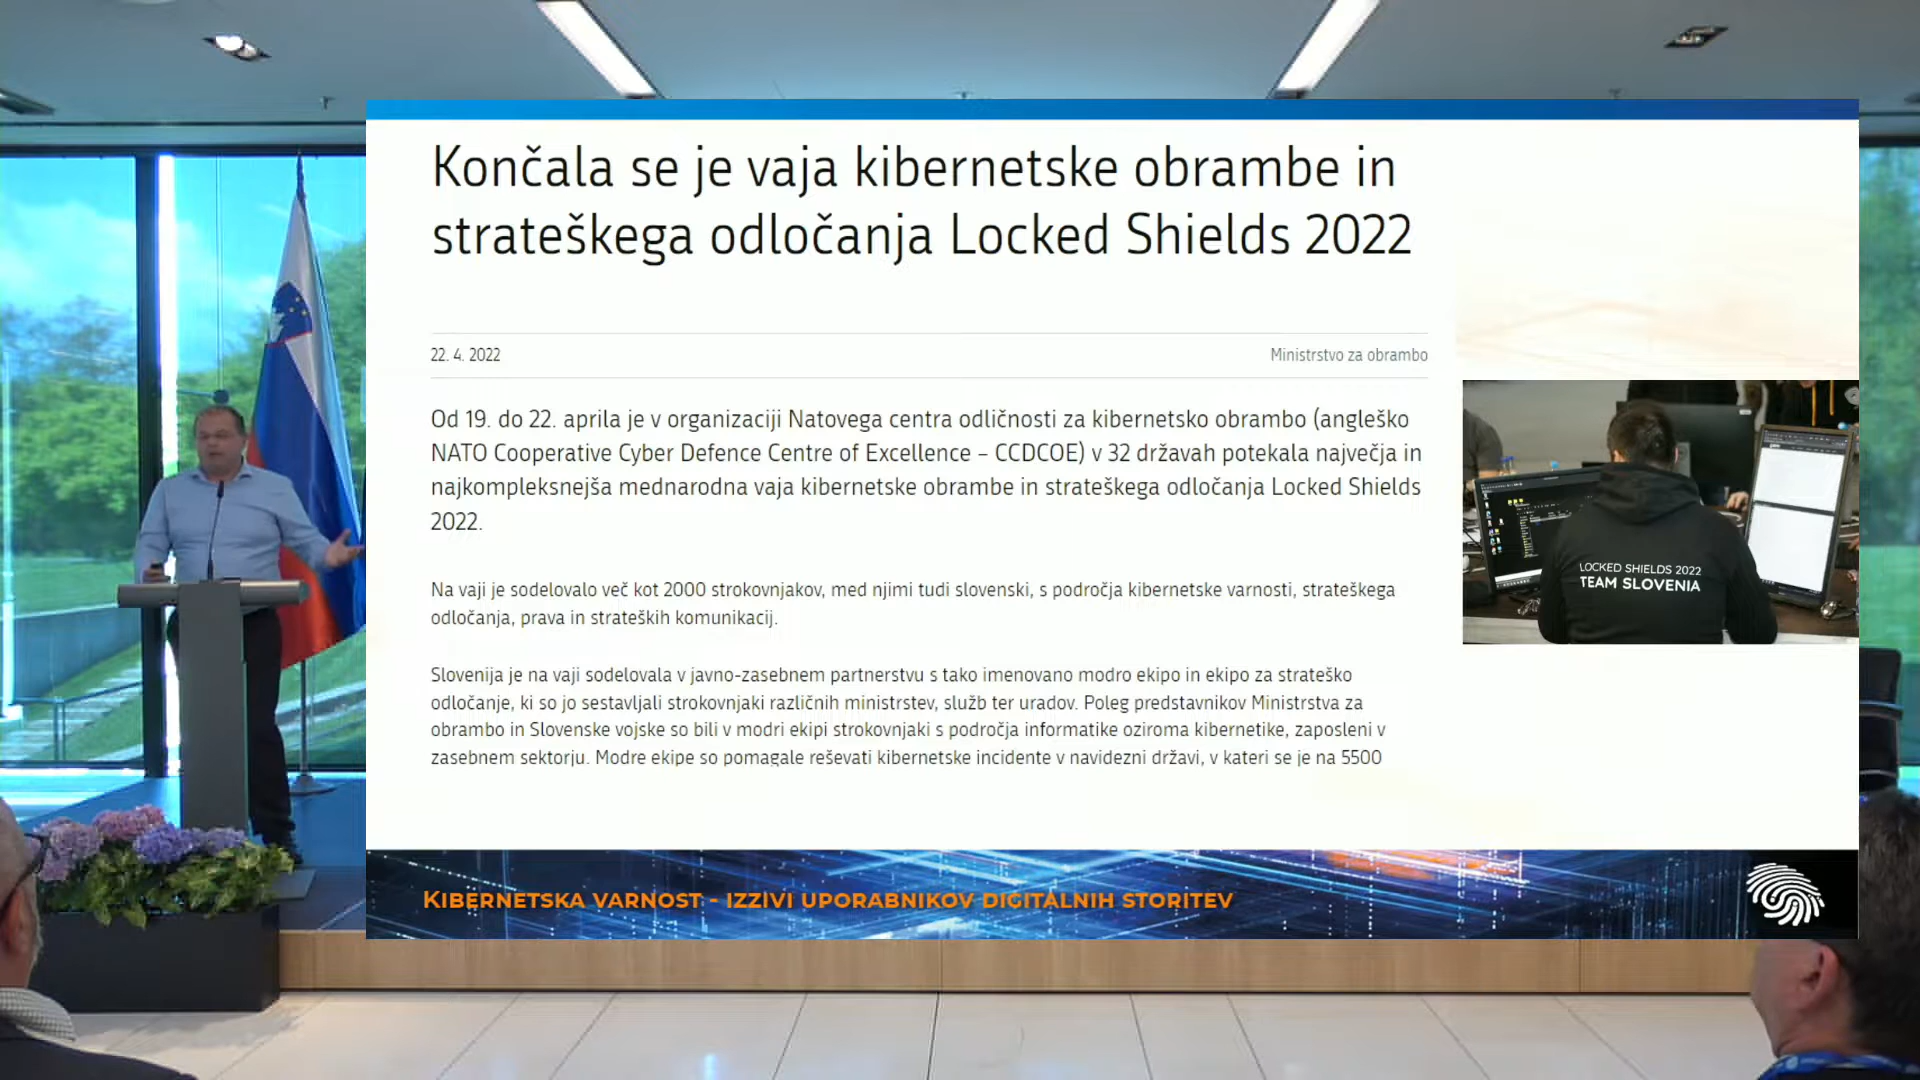 Končala se je vaja kibernetske obrambe in
strateškega odločanja Locked Shields 2022
22. 4. 2022
Ministrstvo za obrambo
Od 19. do 22. aprila je v organizaciji Natovega centra odličnosti za kibernetsko obrambo (angleško
NATO Cooperative Cyber Defence Centre of Excellence – CCDCOE) v 32 državah potekala največja in
najkompleksnejša mednarodna vaja kibernetske obrambe in strateškega odločanja Locked Shields
2022.
Na vaji je sodelovalo več kot 2000 strokovnjakov, med njimi tudi slovenski, s področja kibernetske varnosti, strateškega
odločanja, prava in strateških komunikacij.
Slovenija je na vaji sodelovala v javno-zasebnem partnerstvu s tako imenovano modro ekipo in ekipo za strateško
odločanje, ki so jo sestavljali strokovnjaki različnih ministrstev, služb ter uradov. Poleg predstavnikov Ministrstva za
obrambo in Slovenske vojske so bili v modri ekipi strokovnjaki s področja informatike oziroma kibernetike, zaposleni v
zasebnem sektorju. Modre ekipe so pomagale reševati kibernetske incidente v navidezni državi, v kateri se je na 5500
LOCKED SHIELDS 2022
TEAM SLOVENIA
KIBERNETSKA VARNOST - IZZIVI UPORABNIKOV DIGITALNIH STORITEV